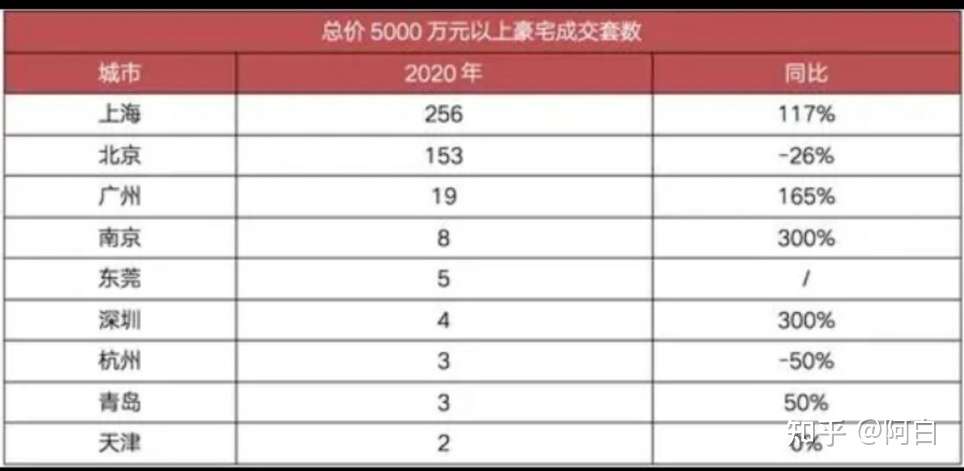 总价 5000 万元以上豪宅成交套数
城市 2020 年 同比
上海 256 117%
北京 153 -26%
广州 19 165%
南京 8 300%
东莞 5 /
深圳 4 300%
杭州 3 -50%
青岛 3 50%
天津 2 0%
知乎 @阿白